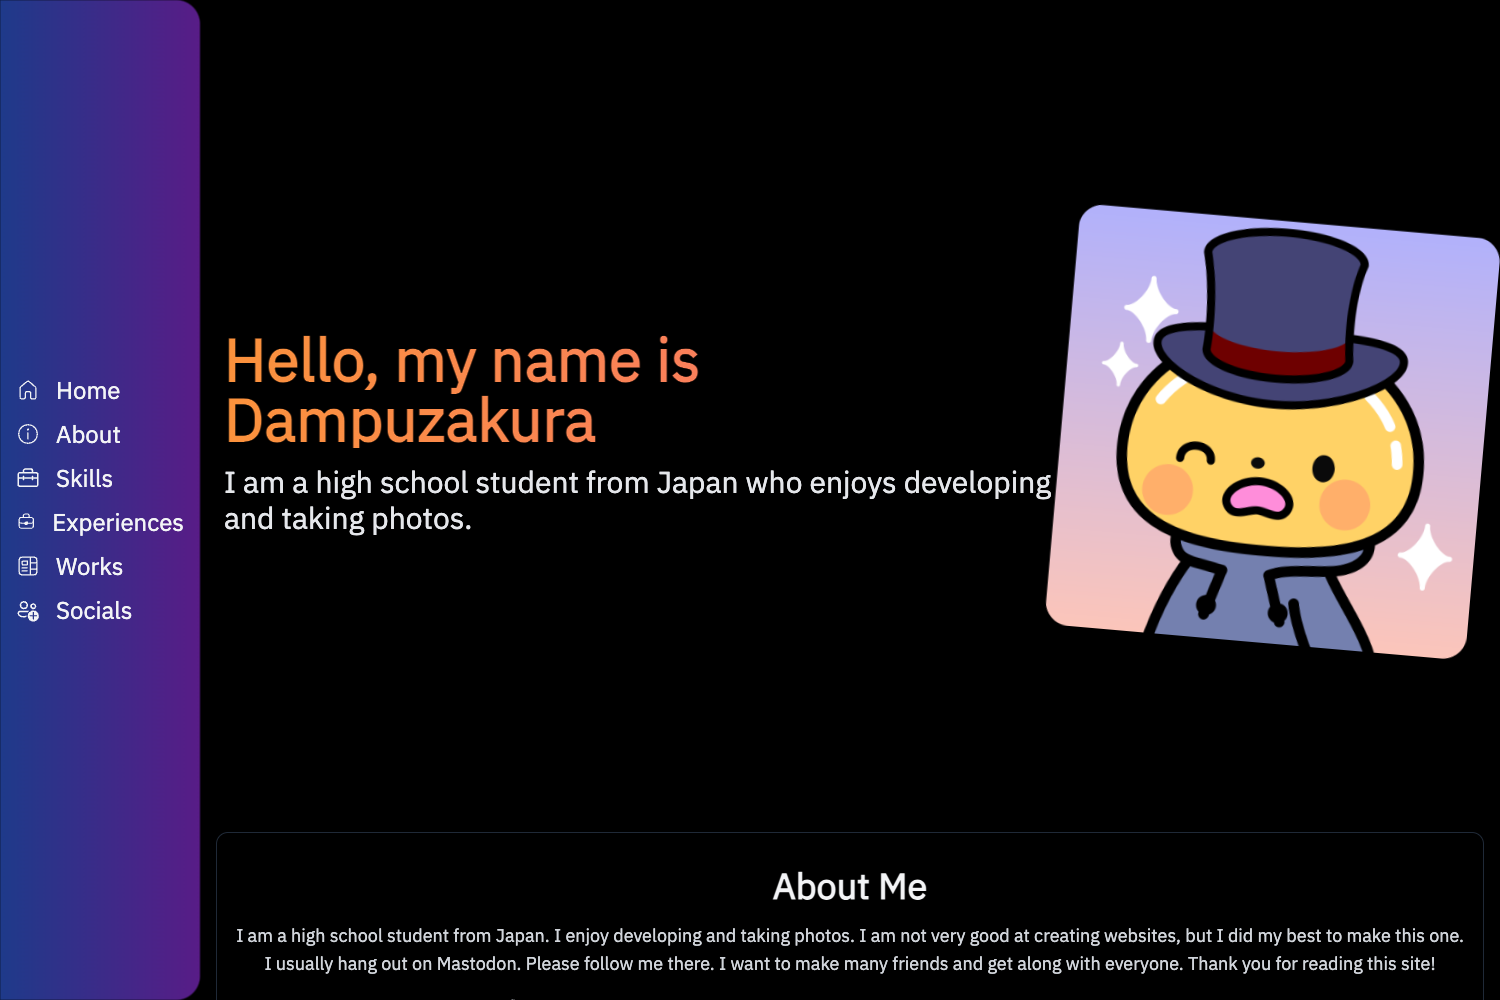 Home
About
Skills
Experiences
Works
Socials
Hello, my name is
Dampuzakura
I am a high school student from Japan who enjoys developing
and taking photos.
About Me
I am a high school student from Japan. I enjoy developing and taking photos. I am not very good at creating websites, but I did my best to make this one.
I usually hang out on Mastodon. Please follow me there. I want to make many friends and get along with everyone. Thank you for reading this site!